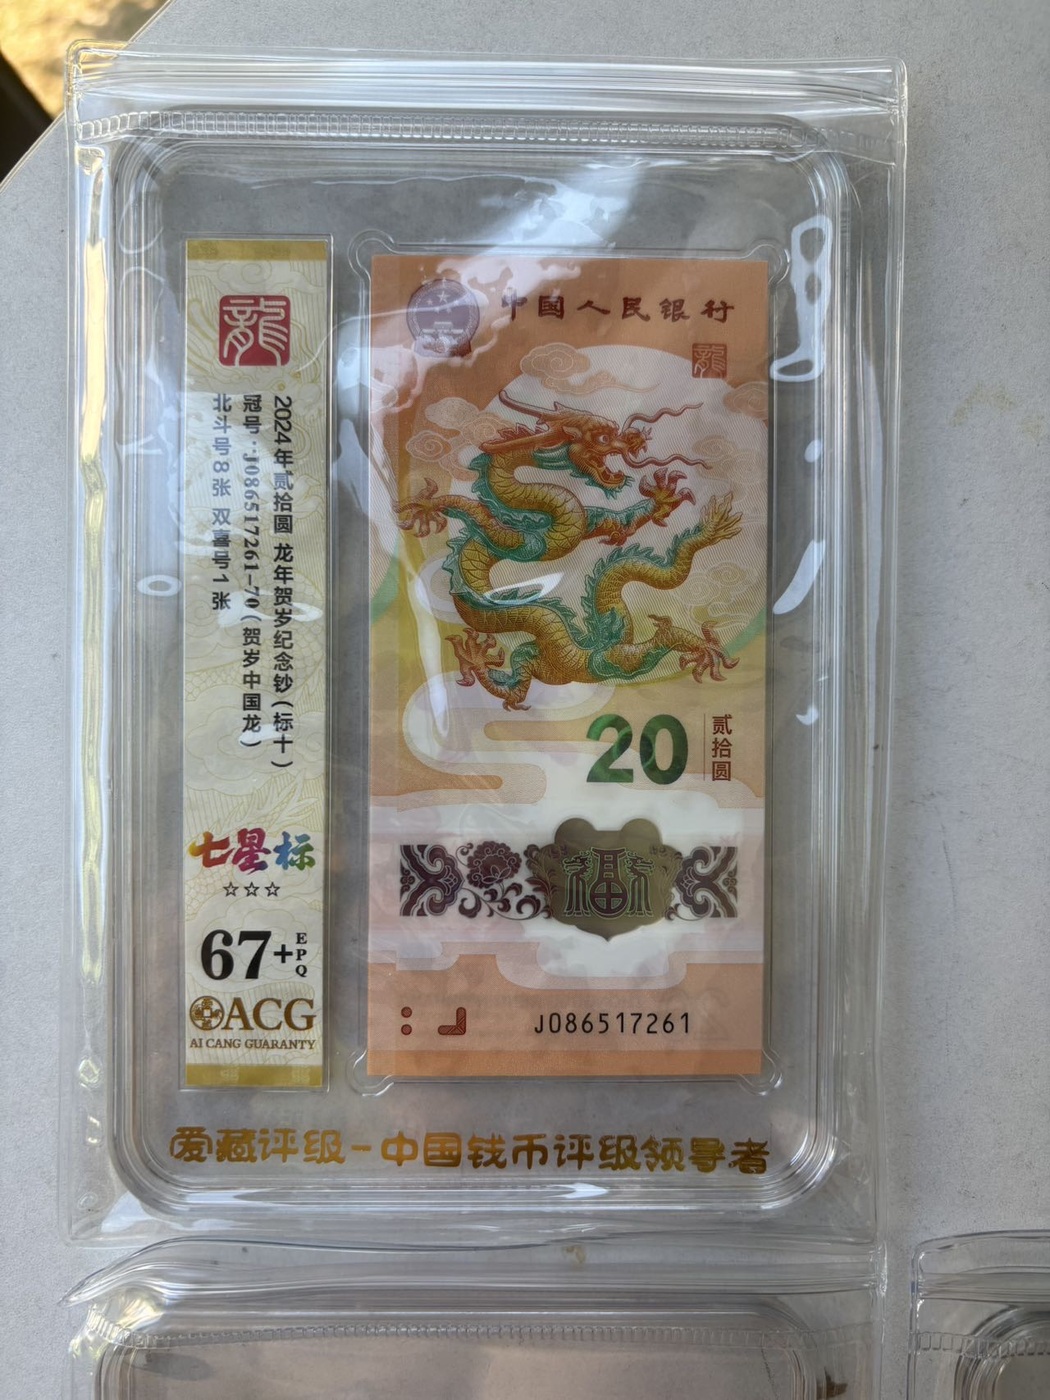 龍
2024年贰拾圆 龙年贺岁纪念钞(标十)
冠号:J086517261-70(贺岁中国龙)
北斗号8张 双喜号1张
七星标
☆☆☆
67+EPQ
ACG
AI CANG GUARANTY
中国人民银行
龍
20
贰拾圆
福
J086517261
爱藏评级-中国钱币评级领导者